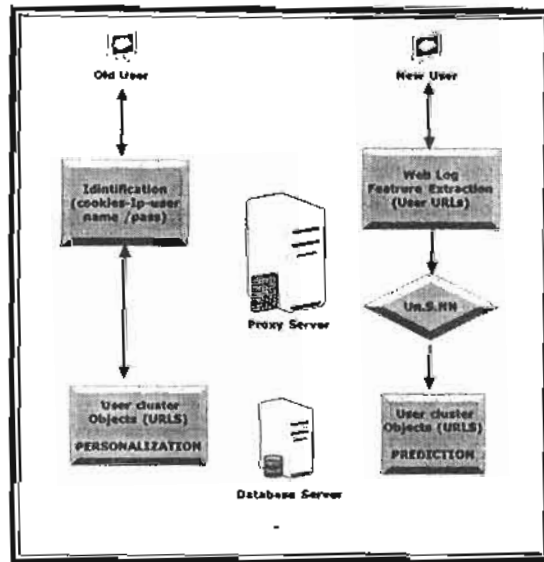 Old User
Identification
(cookies-Ip-user
name /pass)
User cluster
Objects (URLS)
PERSONALIZATION
Proxy Server
Database Server
New User
Web Log
Featrure Extraction
(User URLs)
Un.S.NN
User cluster
Objects (URLS)
PREDICTION